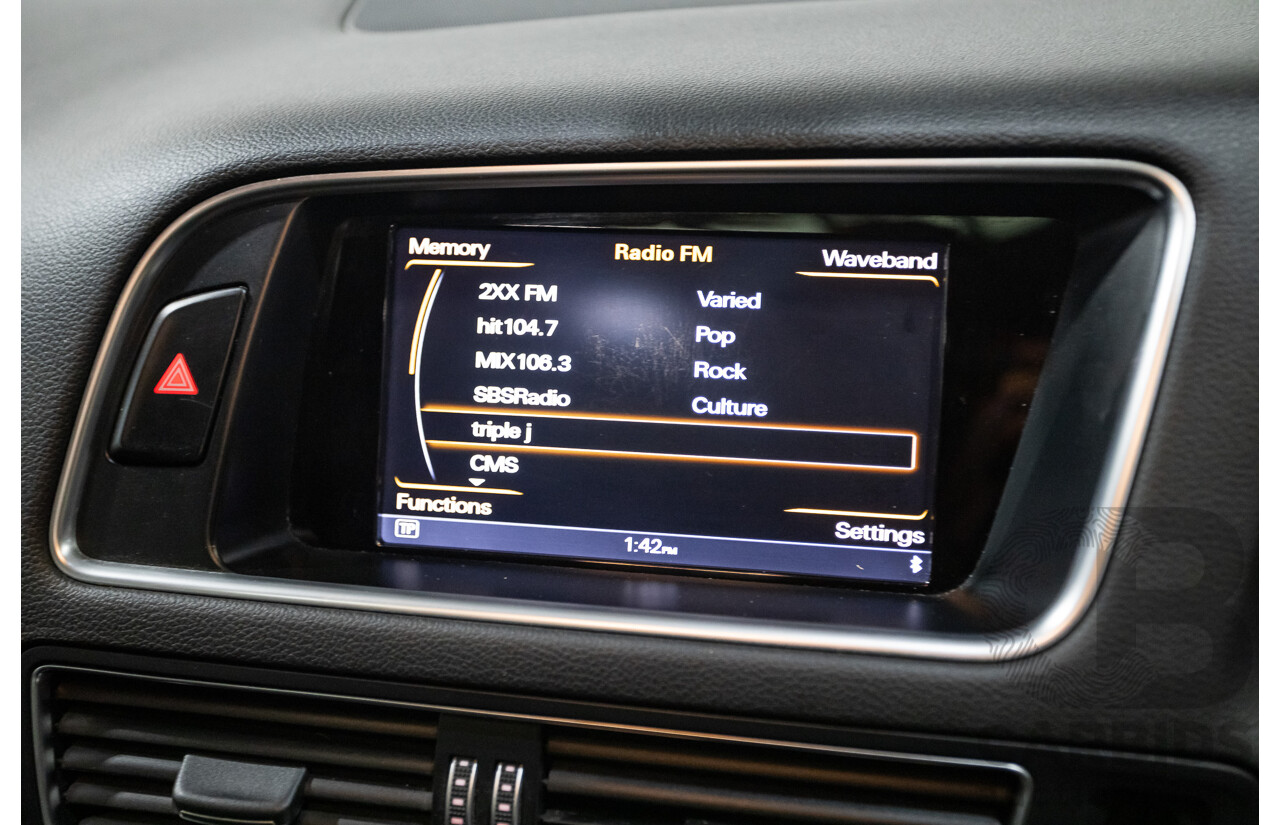 Memory Radio FM Waveband
2XX FM Varied
hit104.7 Pop
MIX106.3 Rock
SBSRadio Culture
triple j
CMS
Functions Settings
TP 1:42PM